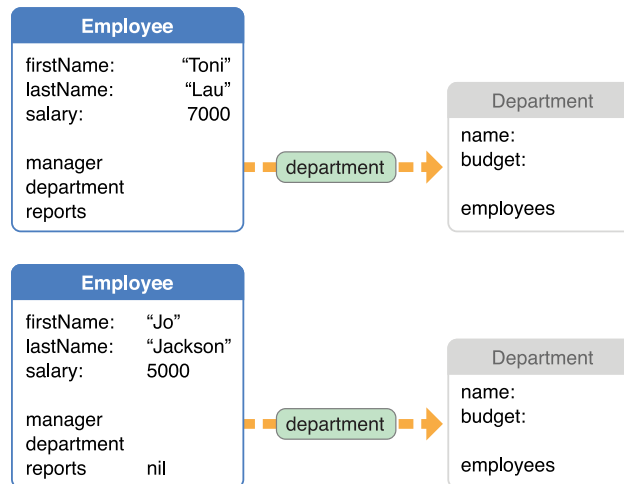 Employee
firstName: “Toni”
lastName: “Lau”
salary: 7000
manager
department
reports
department
Department
name:
budget:
employees
Employee
firstName: “Jo”
lastName: “Jackson”
salary: 5000
manager
department
reports nil
department
Department
name:
budget:
employees